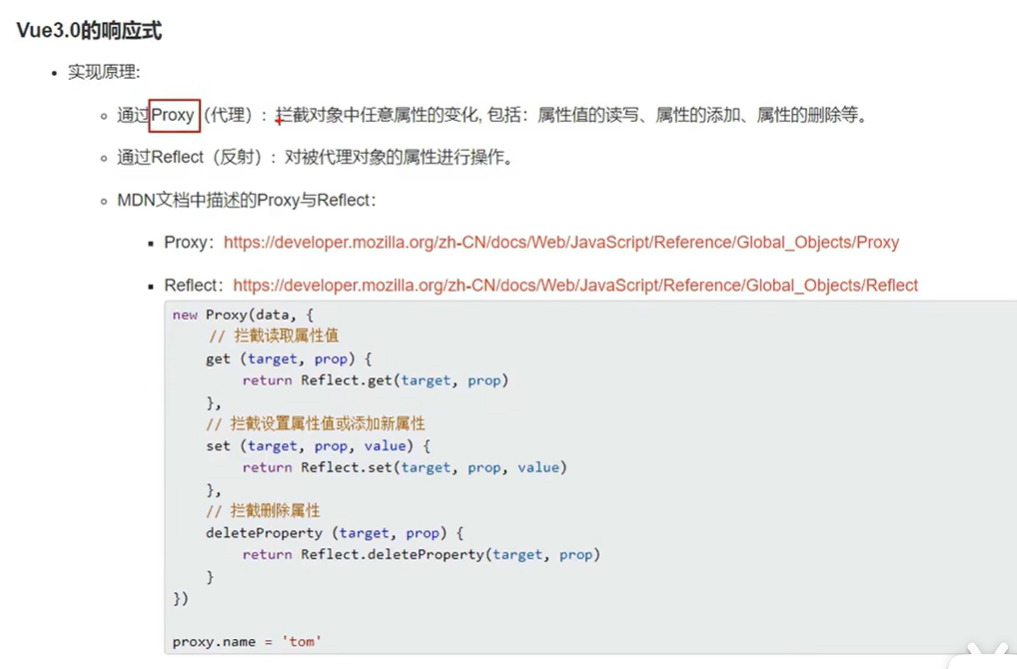 Vue3.0的响应式
• 实现原理:
◦ 通过Proxy（代理）: 拦截对象中任意属性的变化, 包括：属性值的读写、属性的添加、属性的删除等。
◦ 通过Reflect（反射）: 对被代理对象的属性进行操作。
◦ MDN文档中描述的Proxy与Reflect：
▪ Proxy：https://developer.mozilla.org/zh-CN/docs/Web/JavaScript/Reference/Global_Objects/Proxy
▪ Reflect：https://developer.mozilla.org/zh-CN/docs/Web/JavaScript/Reference/Global_Objects/Reflect
new Proxy(data, {
    // 拦截读取属性值
    get (target, prop) {
        return Reflect.get(target, prop)
    },
    // 拦截设置属性值或添加新属性
    set (target, prop, value) {
        return Reflect.set(target, prop, value)
    },
    // 拦截删除属性
    deleteProperty (target, prop) {
        return Reflect.deleteProperty(target, prop)
    }
})
proxy.name = 'tom'